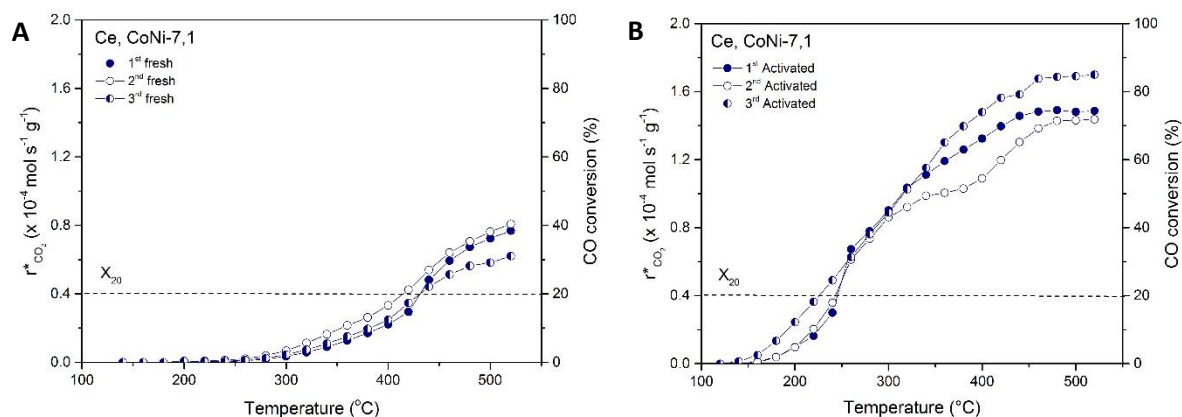 A
Ce, CoNi-7,1
1st fresh
2nd fresh
3rd fresh
X20
r*CO2 (x 10-4 mol s-1 g-1)
2.0
1.6
1.2
0.8
0.4
0.0
CO conversion (%)
100
80
60
40
20
0
100 200 300 400 500
Temperature (°C)
B
Ce, CoNi-7,1
1st Activated
2nd Activated
3rd Activated
X20
r*CO2 (x 10-4 mol s-1 g-1)
2.0
1.6
1.2
0.8
0.4
0.0
CO conversion (%)
100
80
60
40
20
0
100 200 300 400 500
Temperature (°C)